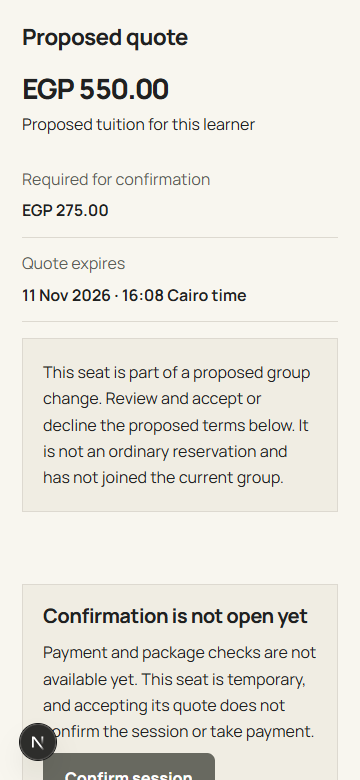 Proposed quote
EGP 550.00
Proposed tuition for this learner
Required for confirmation
EGP 275.00
Quote expires
11 Nov 2026 · 16:08 Cairo time
This seat is part of a proposed group
change. Review and accept or
decline the proposed terms below. It
is not an ordinary reservation and
has not joined the current group.
Confirmation is not open yet
Payment and package checks are not
available yet. This seat is temporary,
and accepting its quote does not
confirm the session or take payment.
N
Confirm session